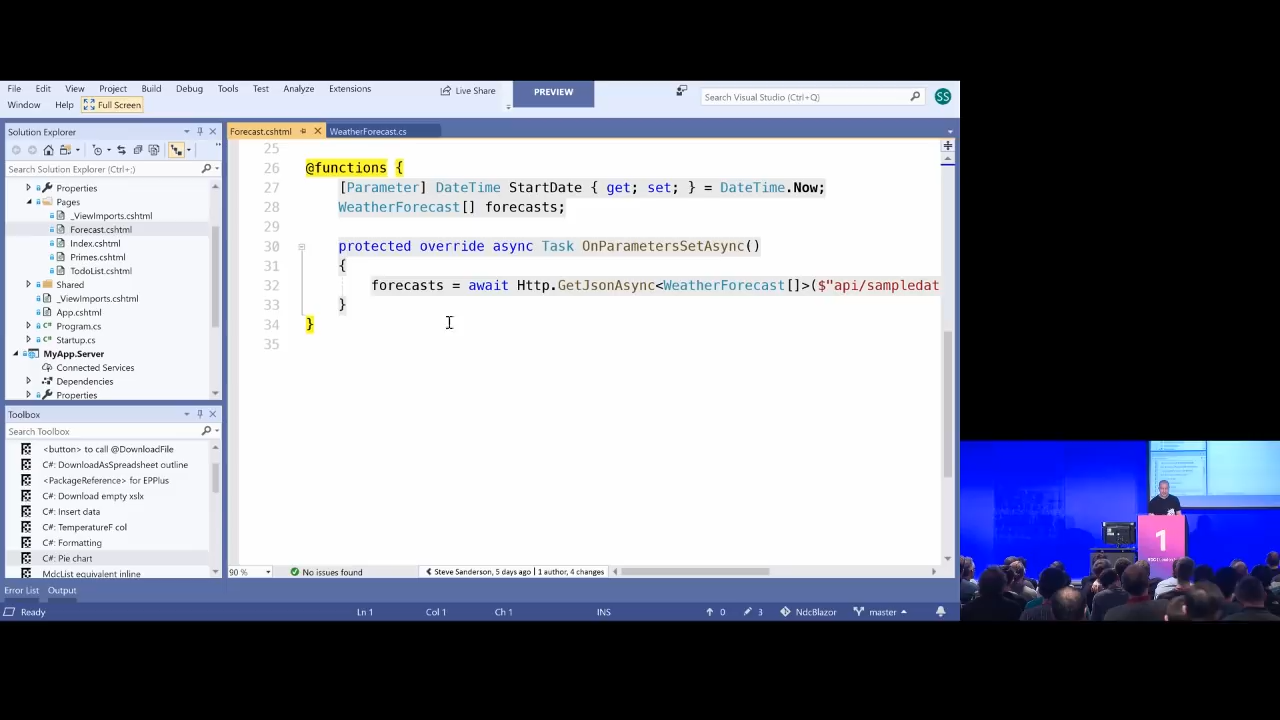 File Edit View Project Build Debug Tools Test Analyze Extensions
Live Share
PREVIEW
Search Visual Studio (Ctrl+Q)
SS
Window Help Full Screen
Solution Explorer
Search Solution Explorer (Ctrl+;)
Properties
Pages
_ViewImports.cshtml
Forecast.cshtml
Index.cshtml
Primes.cshtml
TodoList.cshtml
Shared
_ViewImports.cshtml
App.cshtml
Program.cs
Startup.cs
MyApp.Server
Connected Services
Dependencies
Properties
Toolbox
Search Toolbox
<button> to call @DownloadFile
C#: DownloadAsSpreadsheet outline
<PackageReference> for EPPlus
C#: Download empty xslx
C#: Insert data
C#: TemperatureF col
C#: Formatting
C#: Pie chart
MdcList equivalent inline
Forecast.cshtml WeatherForecast.cs
25
26 @functions {
27 [Parameter] DateTime StartDate { get; set; } = DateTime.Now;
28 WeatherForecast[] forecasts;
29
30 protected override async Task OnParametersSetAsync()
31 {
32 forecasts = await Http.GetJsonAsync<WeatherForecast[]>($"api/sampledat
33 }
34 }
35
90 % No issues found Steve Sanderson, 5 days ago | 1 author, 4 changes
Error List Output
Ready Ln 1 Col 1 Ch 1 INS 0 3 NdcBlazor master
1